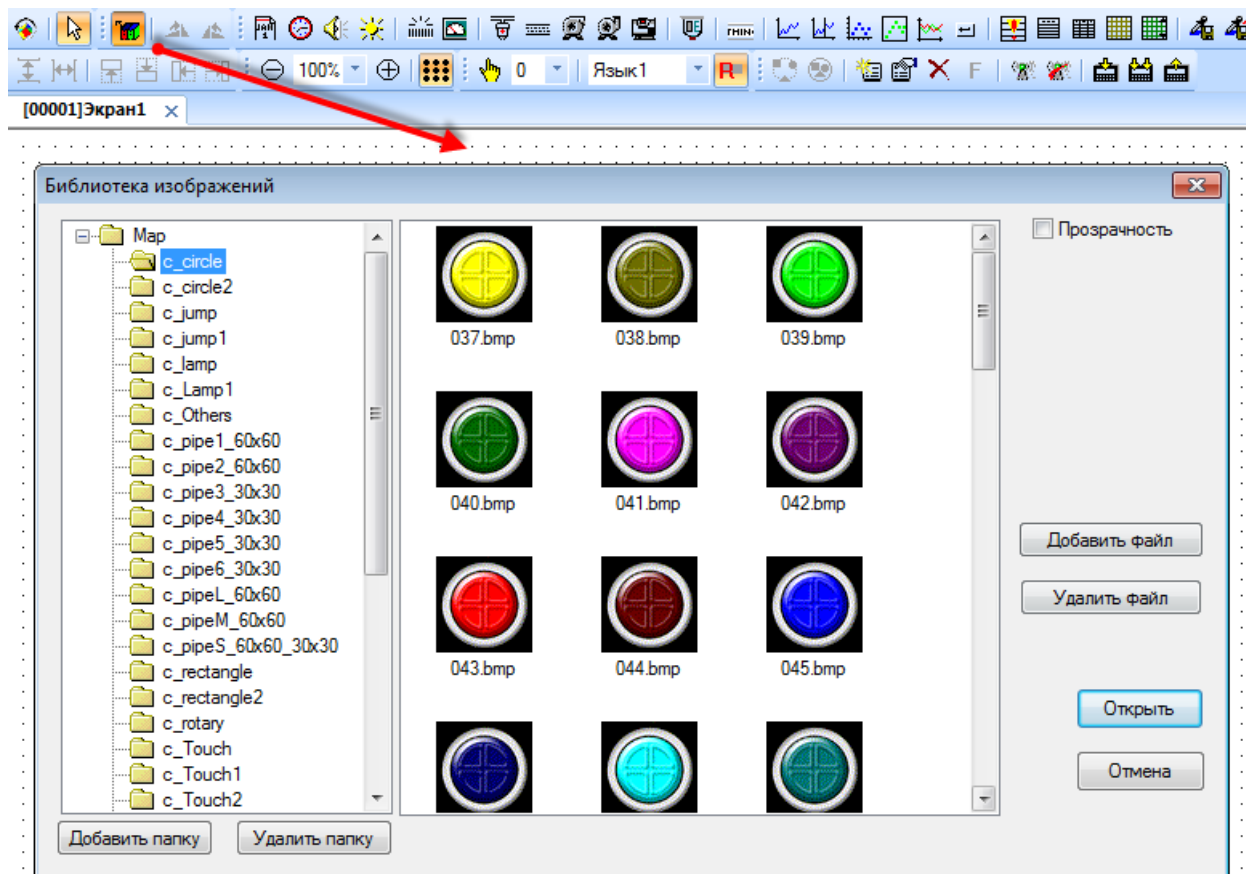 100%
0
Язык1
R
F
[00001]Экран1
Библиотека изображений
Map
c_circle
c_circle2
c_jump
c_jump1
c_lamp
c_Lamp1
c_Others
c_pipe1_60x60
c_pipe2_60x60
c_pipe3_30x30
c_pipe4_30x30
c_pipe5_30x30
c_pipe6_30x30
c_pipeL_60x60
c_pipeM_60x60
c_pipeS_60x60_30x30
c_rectangle
c_rectangle2
c_rotary
c_Touch
c_Touch1
c_Touch2
037.bmp
038.bmp
039.bmp
040.bmp
041.bmp
042.bmp
043.bmp
044.bmp
045.bmp
Прозрачность
Добавить файл
Удалить файл
Открыть
Отмена
Добавить папку
Удалить папку